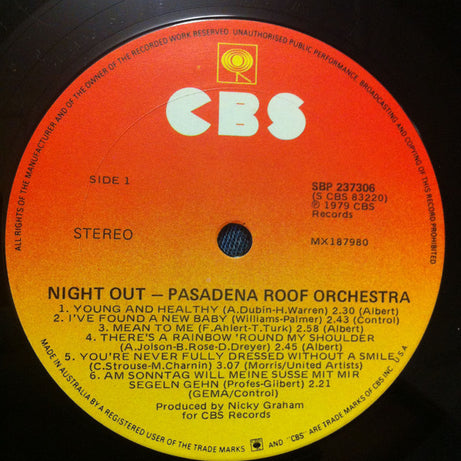 ALL RIGHTS OF THE MANUFACTURER AND OF THE OWNER OF THE RECORDED WORK RESERVED. UNAUTHORISED PUBLIC PERFORMANCE, BROADCASTING AND COPYING OF THIS RECORD PROHIBITED
CBS
SIDE 1
SBP 237306
(S CBS 83220)
℗ 1979 CBS
Records
STEREO
MX187980
NIGHT OUT — PASADENA ROOF ORCHESTRA
1. YOUNG AND HEALTHY (A.Dubin-H.Warren) 2.30 (Albert)
2. I'VE FOUND A NEW BABY (Williams-Palmer) 2.43 (Control)
3. MEAN TO ME (F.Ahlert-T.Turk) 2.58 (Albert)
4. THERE'S A RAINBOW 'ROUND MY SHOULDER
(A.Jolson-B.Rose-D.Dreyer) 2.45 (Albert)
5. YOU'RE NEVER FULLY DRESSED WITHOUT A SMILE
(C.Strouse-M.Charnin) 3.07 (Morris/United Artists)
6. AM SONNTAG WILL MEINE SUSSE MIT MIR
SEGELN GEHN (Profes-Gilbert) 2.21
(GEMA/Control)
Produced by Nicky Graham
for CBS Records
MADE IN AUSTRALIA BY A REGISTERED USER OF THE TRADE MARKS AND "CBS" ARE TRADE MARKS OF CBS INC. U.S.A.